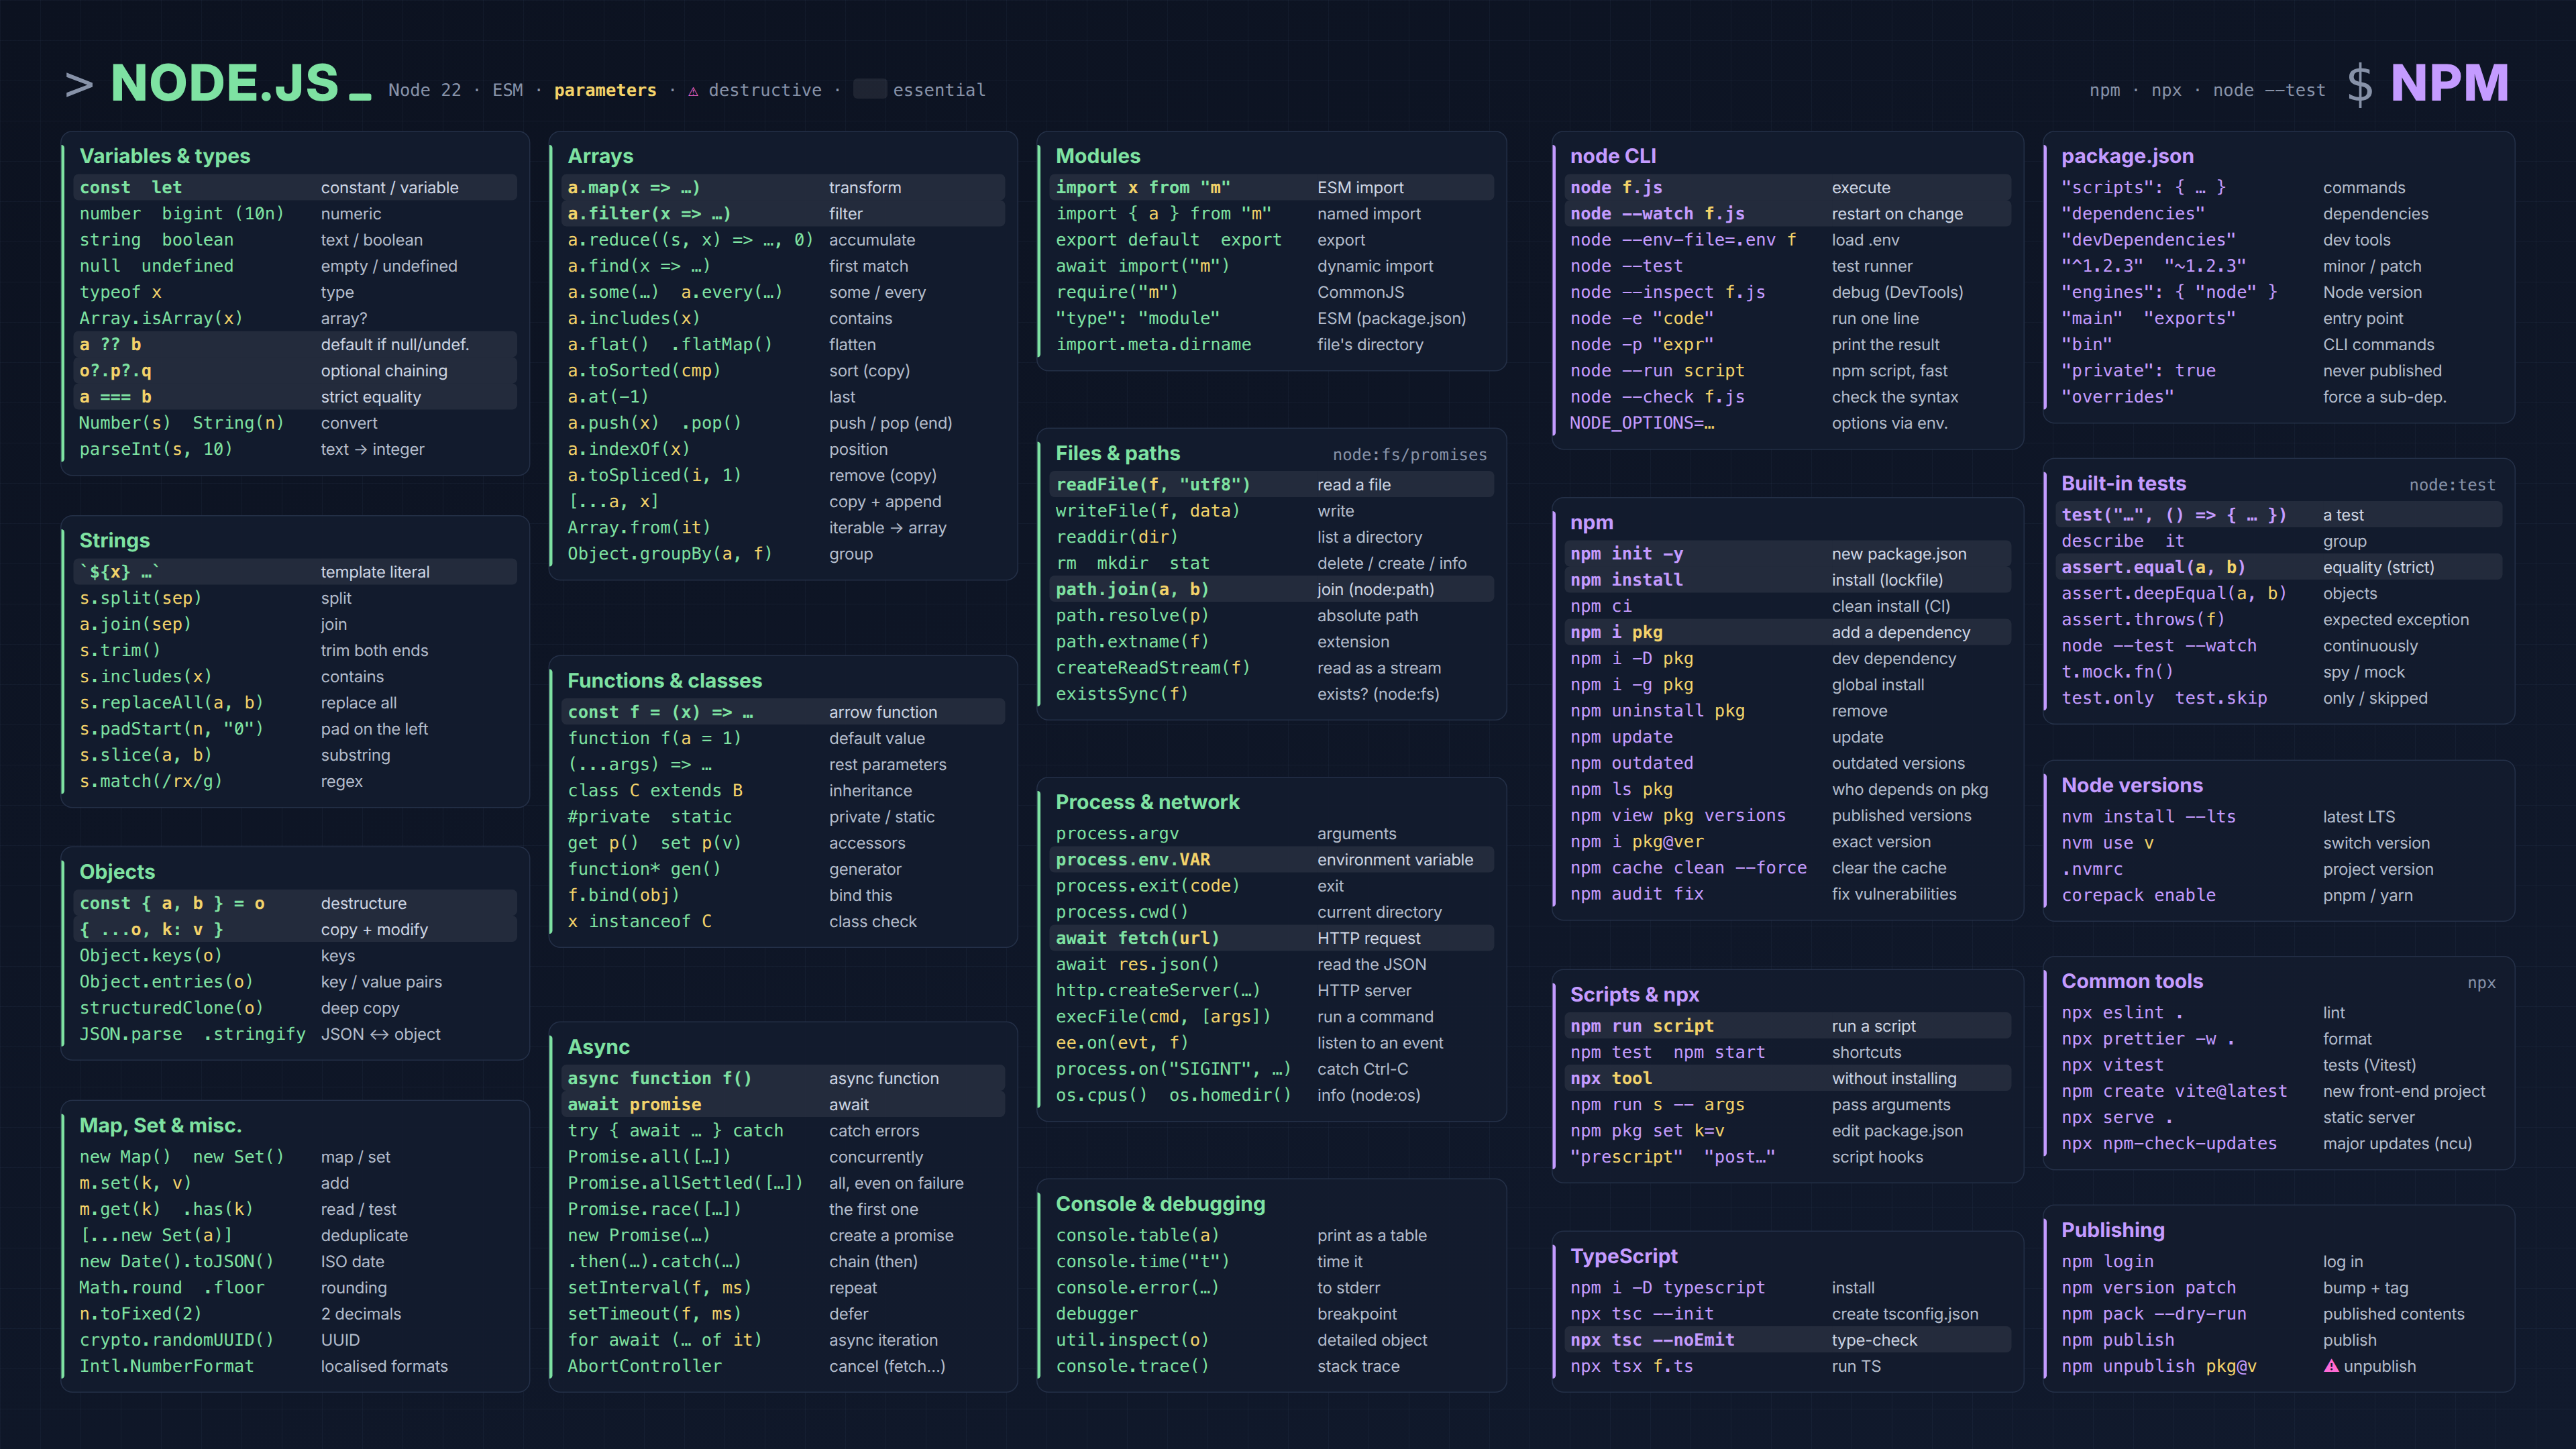 > NODE.JS_ Node 22 · ESM · parameters · ⚠ destructive · essential
npm · npx · node --test $ NPM
Variables & types
const  let constant / variable
number  bigint (10n) numeric
string  boolean text / boolean
null  undefined empty / undefined
typeof x type
Array.isArray(x) array?
a ?? b default if null/undef.
o?.p?.q optional chaining
a === b strict equality
Number(s)  String(n) convert
parseInt(s, 10) text → integer
Strings
`${x} …` template literal
s.split(sep) split
a.join(sep) join
s.trim() trim both ends
s.includes(x) contains
s.replaceAll(a, b) replace all
s.padStart(n, "0") pad on the left
s.slice(a, b) substring
s.match(/rx/g) regex
Objects
const { a, b } = o destructure
{ ...o, k: v } copy + modify
Object.keys(o) keys
Object.entries(o) key / value pairs
structuredClone(o) deep copy
JSON.parse  .stringify JSON ↔ object
Map, Set & misc.
new Map()  new Set() map / set
m.set(k, v) add
m.get(k)  .has(k) read / test
[...new Set(a)] deduplicate
new Date().toJSON() ISO date
Math.round  .floor rounding
n.toFixed(2) 2 decimals
crypto.randomUUID() UUID
Intl.NumberFormat localised formats
Arrays
a.map(x => …) transform
a.filter(x => …) filter
a.reduce((s, x) => …, 0) accumulate
a.find(x => …) first match
a.some(…)  a.every(…) some / every
a.includes(x) contains
a.flat()  .flatMap() flatten
a.toSorted(cmp) sort (copy)
a.at(-1) last
a.push(x)  .pop() push / pop (end)
a.indexOf(x) position
a.toSpliced(i, 1) remove (copy)
[...a, x] copy + append
Array.from(it) iterable → array
Object.groupBy(a, f) group
Functions & classes
const f = (x) => … arrow function
function f(a = 1) default value
(...args) => … rest parameters
class C extends B inheritance
#private  static private / static
get p()  set p(v) accessors
function* gen() generator
f.bind(obj) bind this
x instanceof C class check
Async
async function f() async function
await promise await
try { await … } catch catch errors
Promise.all([…]) concurrently
Promise.allSettled([…]) all, even on failure
Promise.race([…]) the first one
new Promise(…) create a promise
.then(…).catch(…) chain (then)
setInterval(f, ms) repeat
setTimeout(f, ms) defer
for await (… of it) async iteration
AbortController cancel (fetch…)
Modules
import x from "m" ESM import
import { a } from "m" named import
export default  export export
await import("m") dynamic import
require("m") CommonJS
"type": "module" ESM (package.json)
import.meta.dirname file's directory
Files & paths node:fs/promises
readFile(f, "utf8") read a file
writeFile(f, data) write
readdir(dir) list a directory
rm  mkdir  stat delete / create / info
path.join(a, b) join (node:path)
path.resolve(p) absolute path
path.extname(f) extension
createReadStream(f) read as a stream
existsSync(f) exists? (node:fs)
Process & network
process.argv arguments
process.env.VAR environment variable
process.exit(code) exit
process.cwd() current directory
await fetch(url) HTTP request
await res.json() read the JSON
http.createServer(…) HTTP server
execFile(cmd, [args]) run a command
ee.on(evt, f) listen to an event
process.on("SIGINT", …) catch Ctrl-C
os.cpus()  os.homedir() info (node:os)
Console & debugging
console.table(a) print as a table
console.time("t") time it
console.error(…) to stderr
debugger breakpoint
util.inspect(o) detailed object
console.trace() stack trace
node CLI
node f.js execute
node --watch f.js restart on change
node --env-file=.env f load .env
node --test test runner
node --inspect f.js debug (DevTools)
node -e "code" run one line
node -p "expr" print the result
node --run script npm script, fast
node --check f.js check the syntax
NODE_OPTIONS=… options via env.
npm
npm init -y new package.json
npm install install (lockfile)
npm ci clean install (CI)
npm i pkg add a dependency
npm i -D pkg dev dependency
npm i -g pkg global install
npm uninstall pkg remove
npm update update
npm outdated outdated versions
npm ls pkg who depends on pkg
npm view pkg versions published versions
npm i pkg@ver exact version
npm cache clean --force clear the cache
npm audit fix fix vulnerabilities
Scripts & npx
npm run script run a script
npm test  npm start shortcuts
npx tool without installing
npm run s -- args pass arguments
npm pkg set k=v edit package.json
"prescript"  "post…" script hooks
TypeScript
npm i -D typescript install
npx tsc --init create tsconfig.json
npx tsc --noEmit type-check
npx tsx f.ts run TS
package.json
"scripts": { … } commands
"dependencies" dependencies
"devDependencies" dev tools
"^1.2.3"  "~1.2.3" minor / patch
"engines": { "node" } Node version
"main"  "exports" entry point
"bin" CLI commands
"private": true never published
"overrides" force a sub-dep.
Built-in tests node:test
test("…", () => { … }) a test
describe  it group
assert.equal(a, b) equality (strict)
assert.deepEqual(a, b) objects
assert.throws(f) expected exception
node --test --watch continuously
t.mock.fn() spy / mock
test.only  test.skip only / skipped
Node versions
nvm install --lts latest LTS
nvm use v switch version
.nvmrc project version
corepack enable pnpm / yarn
Common tools npx
npx eslint . lint
npx prettier -w . format
npx vitest tests (Vitest)
npm create vite@latest new front-end project
npx serve . static server
npx npm-check-updates major updates (ncu)
Publishing
npm login log in
npm version patch bump + tag
npm pack --dry-run published contents
npm publish publish
npm unpublish pkg@v ⚠ unpublish